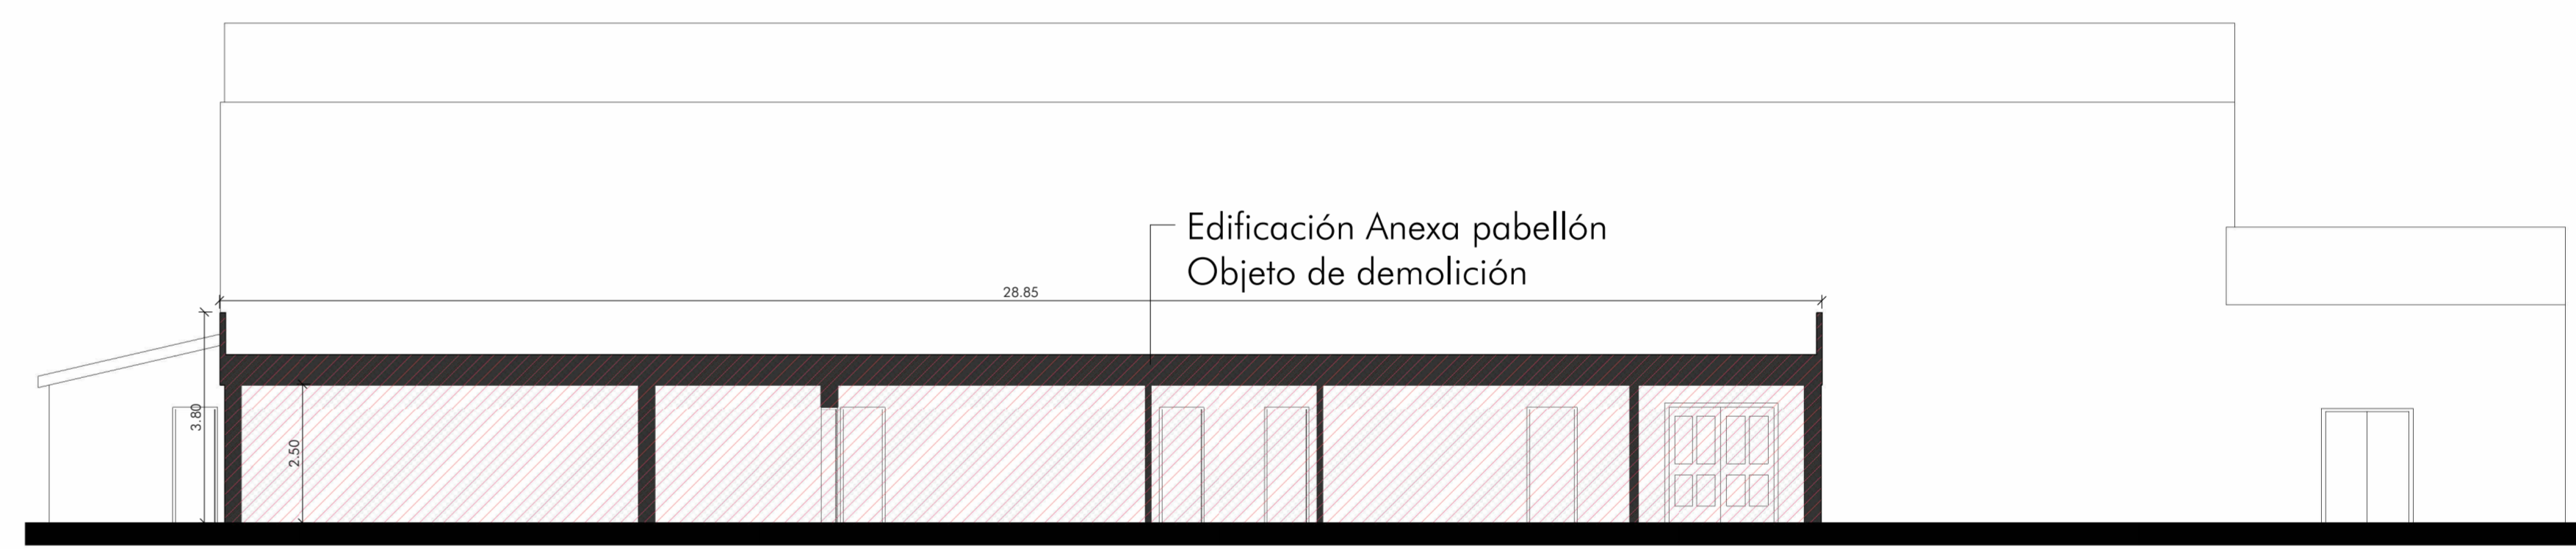 Edificación Anexa pabellón
Objeto de demolición
28.85
3.80
2.50